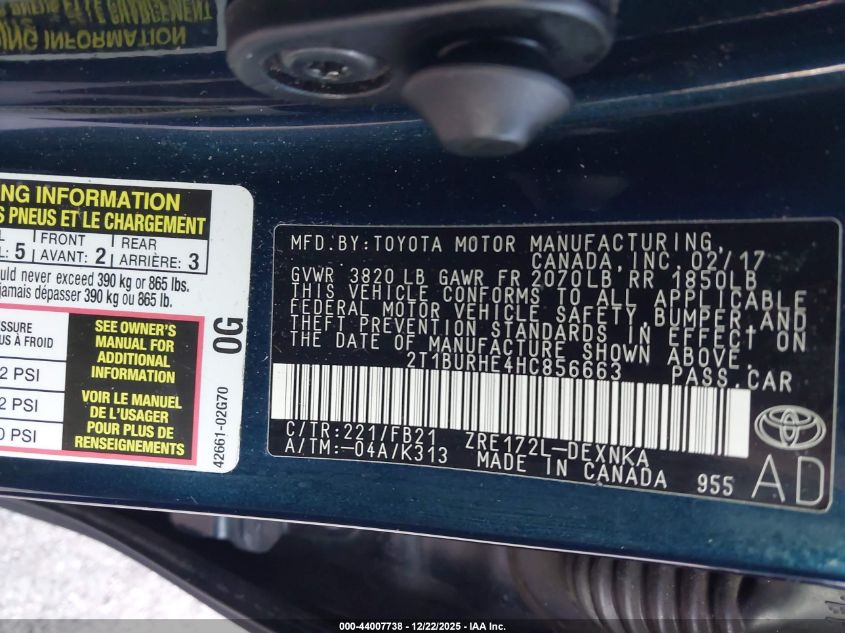 ING INFORMATION
NG INFORMATION
S PNEUS ET LE CHARGEMENT
FRONT REAR
5 AVANT: 2 ARRIÈRE: 3
ould never exceed 390 kg or 865 lbs.
jamais dépasser 390 kg ou 865 lb.
SEE OWNER'S
MANUAL FOR
ADDITIONAL
INFORMATION
VOIR LE MANUEL
DE L'USAGER
POUR PLUS DE
RENSEIGNEMENTS
ESSURE
S À FROID
2 PSI
2 PSI
0 PSI
0G
42661-02G70
MFD.BY:TOYOTA MOTOR MANUFACTURING,
CANADA, INC. 02/17
GVWR 3820 LB GAWR FR 2070LB RR 1850LB
THIS VEHICLE CONFORMS TO ALL APPLICABLE
FEDERAL MOTOR VEHICLE SAFETY, BUMPER, AND
THEFT PREVENTION STANDARDS IN EFFECT ON
THE DATE OF MANUFACTURE SHOWN ABOVE.
2T1BURHE4HC856663 PASS.CAR
C/TR:221/FB21 ZRE172L-DEXNKA
A/TM:-04A/K313 MADE IN CANADA 955
AD
TOYOTA
000-44007738 - 12/22/2025 - IAA Inc.